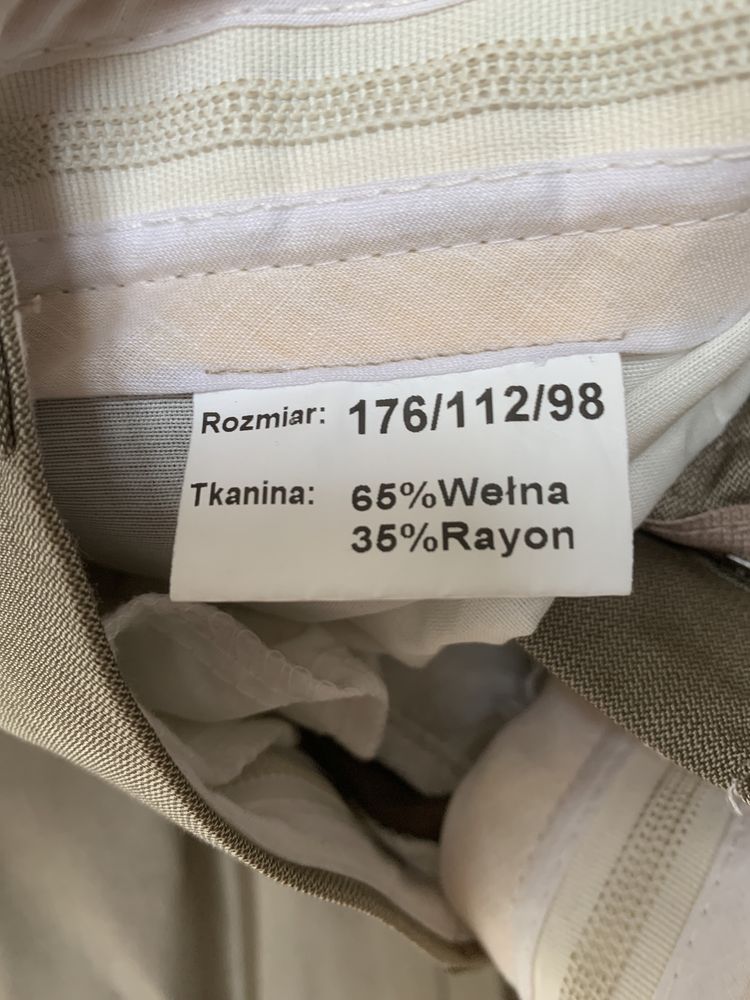 Rozmiar: 176/112/98
Tkanina: 65%Wełna
35%Rayon